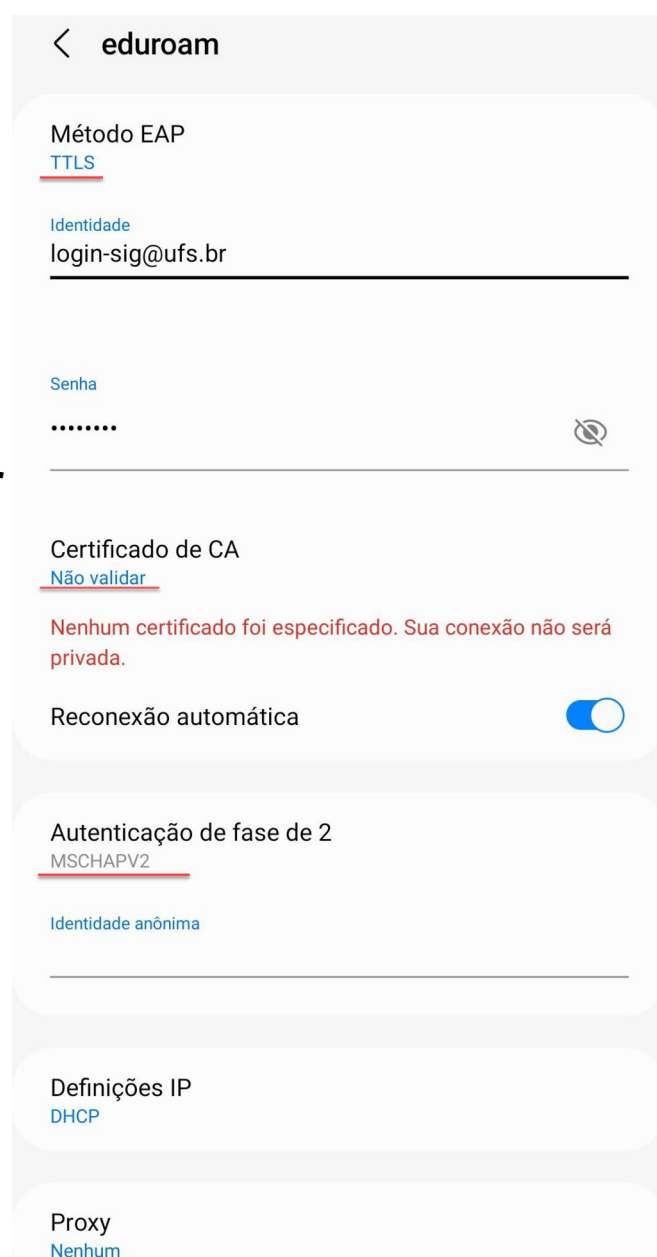 eduroam
Método EAP
TTLS
Identidade
login-sig@ufs.br
Senha
••••••••
Certificado de CA
Não validar
Nenhum certificado foi especificado. Sua conexão não será
privada.
Reconexão automática
Autenticação de fase de 2
MSCHAPV2
Identidade anônima
Definições IP
DHCP
Proxy
Nenhum